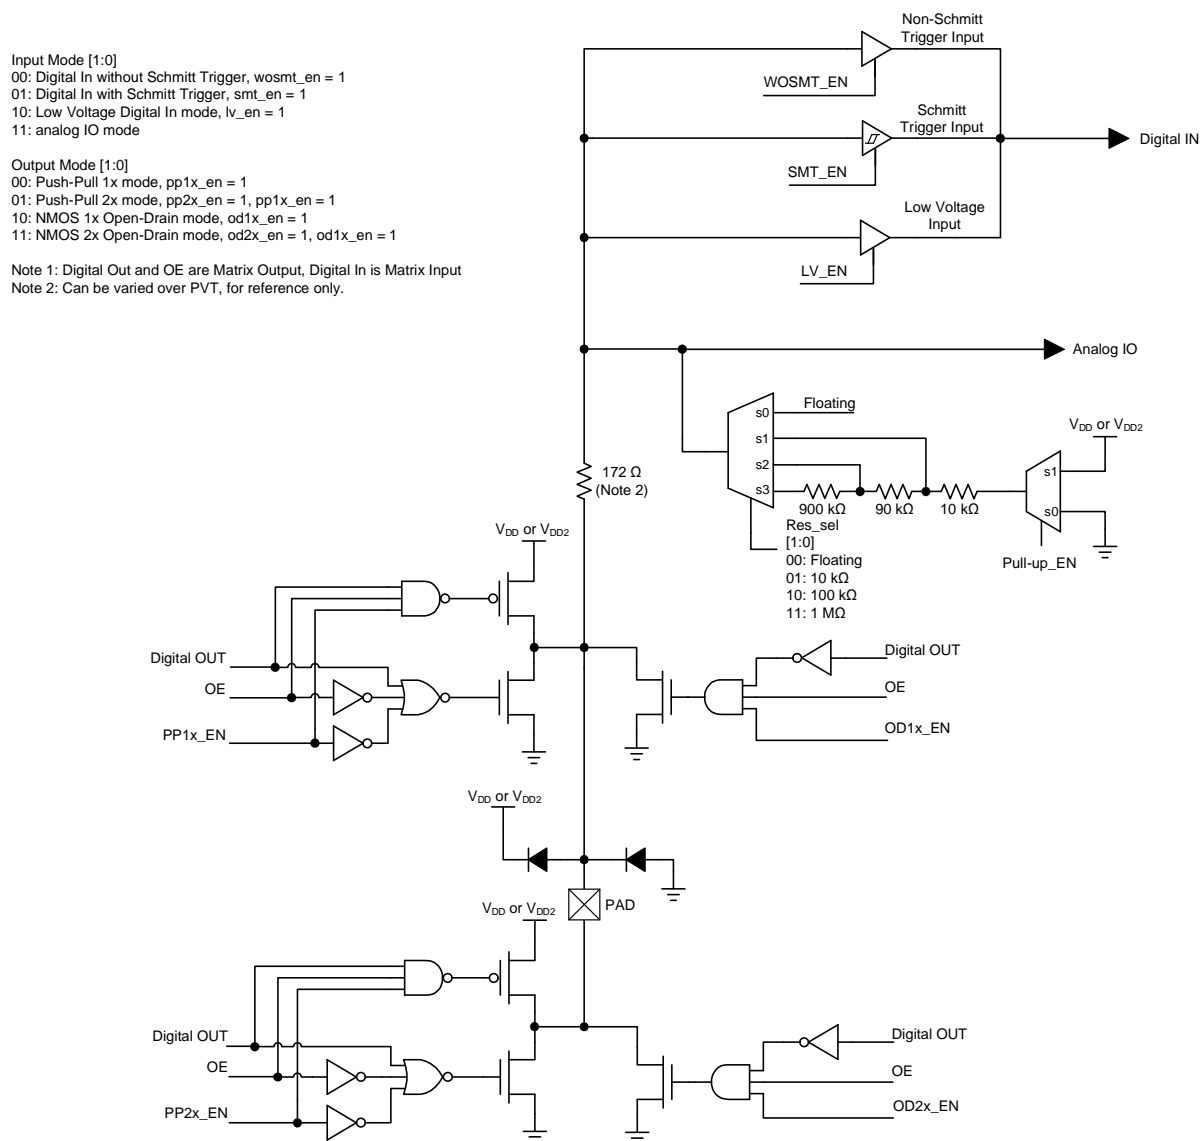 Non-Schmitt
Trigger Input
Input Mode [1:0]
00: Digital In without Schmitt Trigger, wosmt_en = 1
01: Digital In with Schmitt Trigger, smt_en = 1
10: Low Voltage Digital In mode, lv_en = 1
11: analog IO mode
WOSMT_EN
Schmitt
Trigger Input
Digital IN
Output Mode [1:0]
00: Push-Pull 1x mode, pp1x_en = 1
01: Push-Pull 2x mode, pp2x_en = 1, pp1x_en = 1
10: NMOS 1x Open-Drain mode, od1x_en = 1
11: NMOS 2x Open-Drain mode, od2x_en = 1, od1x_en = 1
SMT_EN
Low Voltage
Input
LV_EN
Note 1: Digital Out and OE are Matrix Output, Digital In is Matrix Input
Note 2: Can be varied over PVT, for reference only.
Analog IO
Floating
s0
s1
s2
s3
VDD or VDD2
s1
s0
172 Ω
(Note 2)
900 kΩ
90 kΩ
10 kΩ
Res_sel
[1:0]
00: Floating
01: 10 kΩ
10: 100 kΩ
11: 1 MΩ
Pull-up_EN
VDD or VDD2
Digital OUT
OE
PP1x_EN
Digital OUT
OE
OD1x_EN
VDD or VDD2
PAD
VDD or VDD2
Digital OUT
OE
PP2x_EN
Digital OUT
OE
OD2x_EN